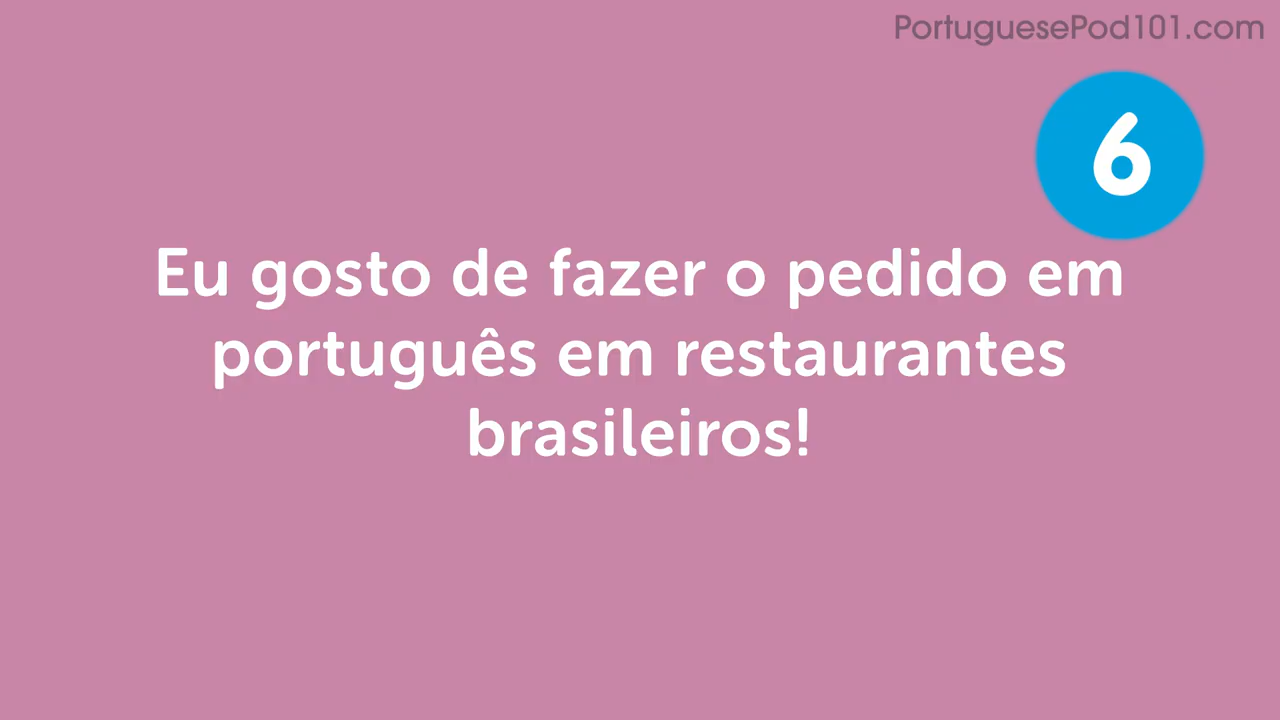 PortuguesePod101.com
6
Eu gosto de fazer o pedido em
português em restaurantes
brasileiros!